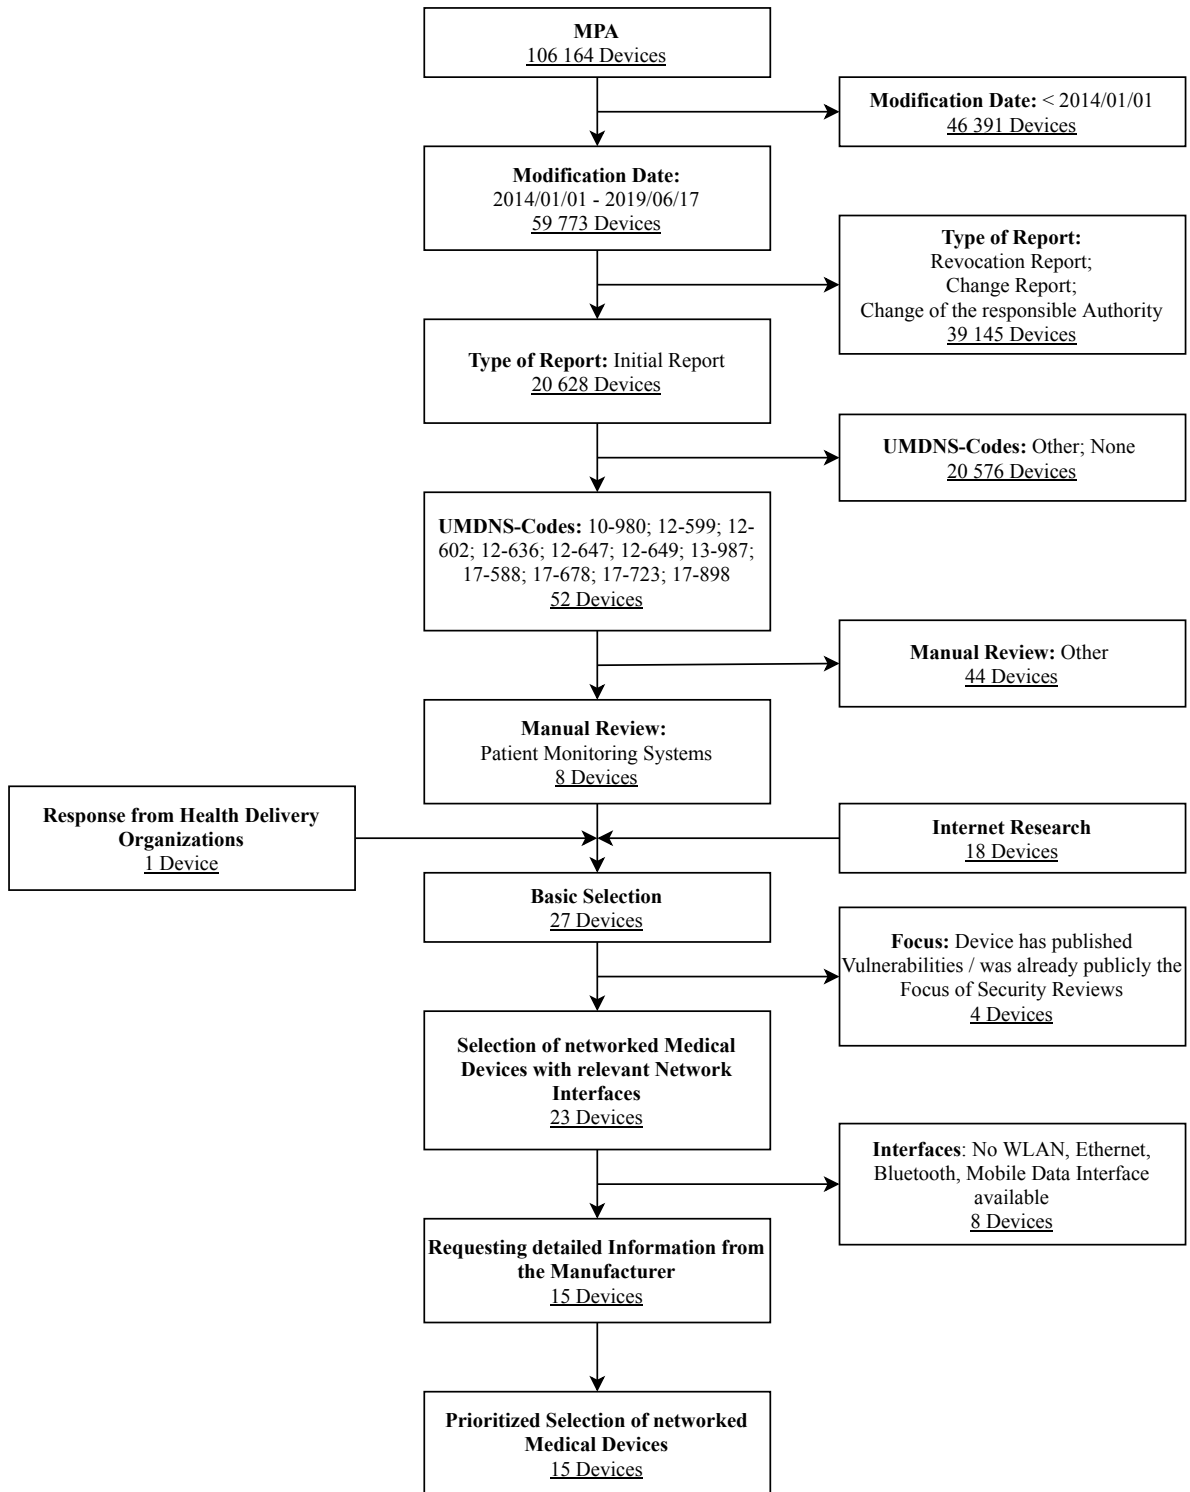 MPA
106 164 Devices
Modification Date: < 2014/01/01
46 391 Devices
Modification Date:
2014/01/01 - 2019/06/17
59 773 Devices
Type of Report:
Revocation Report;
Change Report;
Change of the responsible Authority
39 145 Devices
Type of Report: Initial Report
20 628 Devices
UMDNS-Codes: Other; None
20 576 Devices
UMDNS-Codes: 10-980; 12-599; 12-
602; 12-636; 12-647; 12-649; 13-987;
17-588; 17-678; 17-723; 17-898
52 Devices
Manual Review: Other
44 Devices
Manual Review:
Patient Monitoring Systems
8 Devices
Response from Health Delivery
Organizations
1 Device
Internet Research
18 Devices
Basic Selection
27 Devices
Focus: Device has published
Vulnerabilities / was already publicly the
Focus of Security Reviews
4 Devices
Selection of networked Medical
Devices with relevant Network
Interfaces
23 Devices
Interfaces: No WLAN, Ethernet,
Bluetooth, Mobile Data Interface
available
8 Devices
Requesting detailed Information from
the Manufacturer
15 Devices
Prioritized Selection of networked
Medical Devices
15 Devices